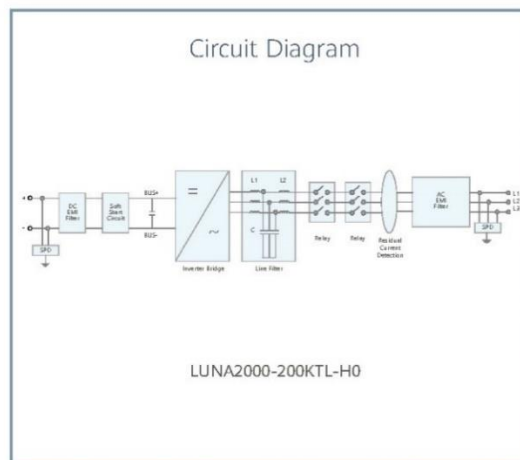 Circuit Diagram
+
-
SPD
DC
EMI
Filter
Soft
Start
Circuit
BUS+
BUS-
=
~
Inverter Bridge
L1
L2
C
Line Filter
Relay
Relay
Residual
Current
Detection
AC
EMI
Filter
L1
L2
L3
SPD
LUNA2000-200KTL-H0